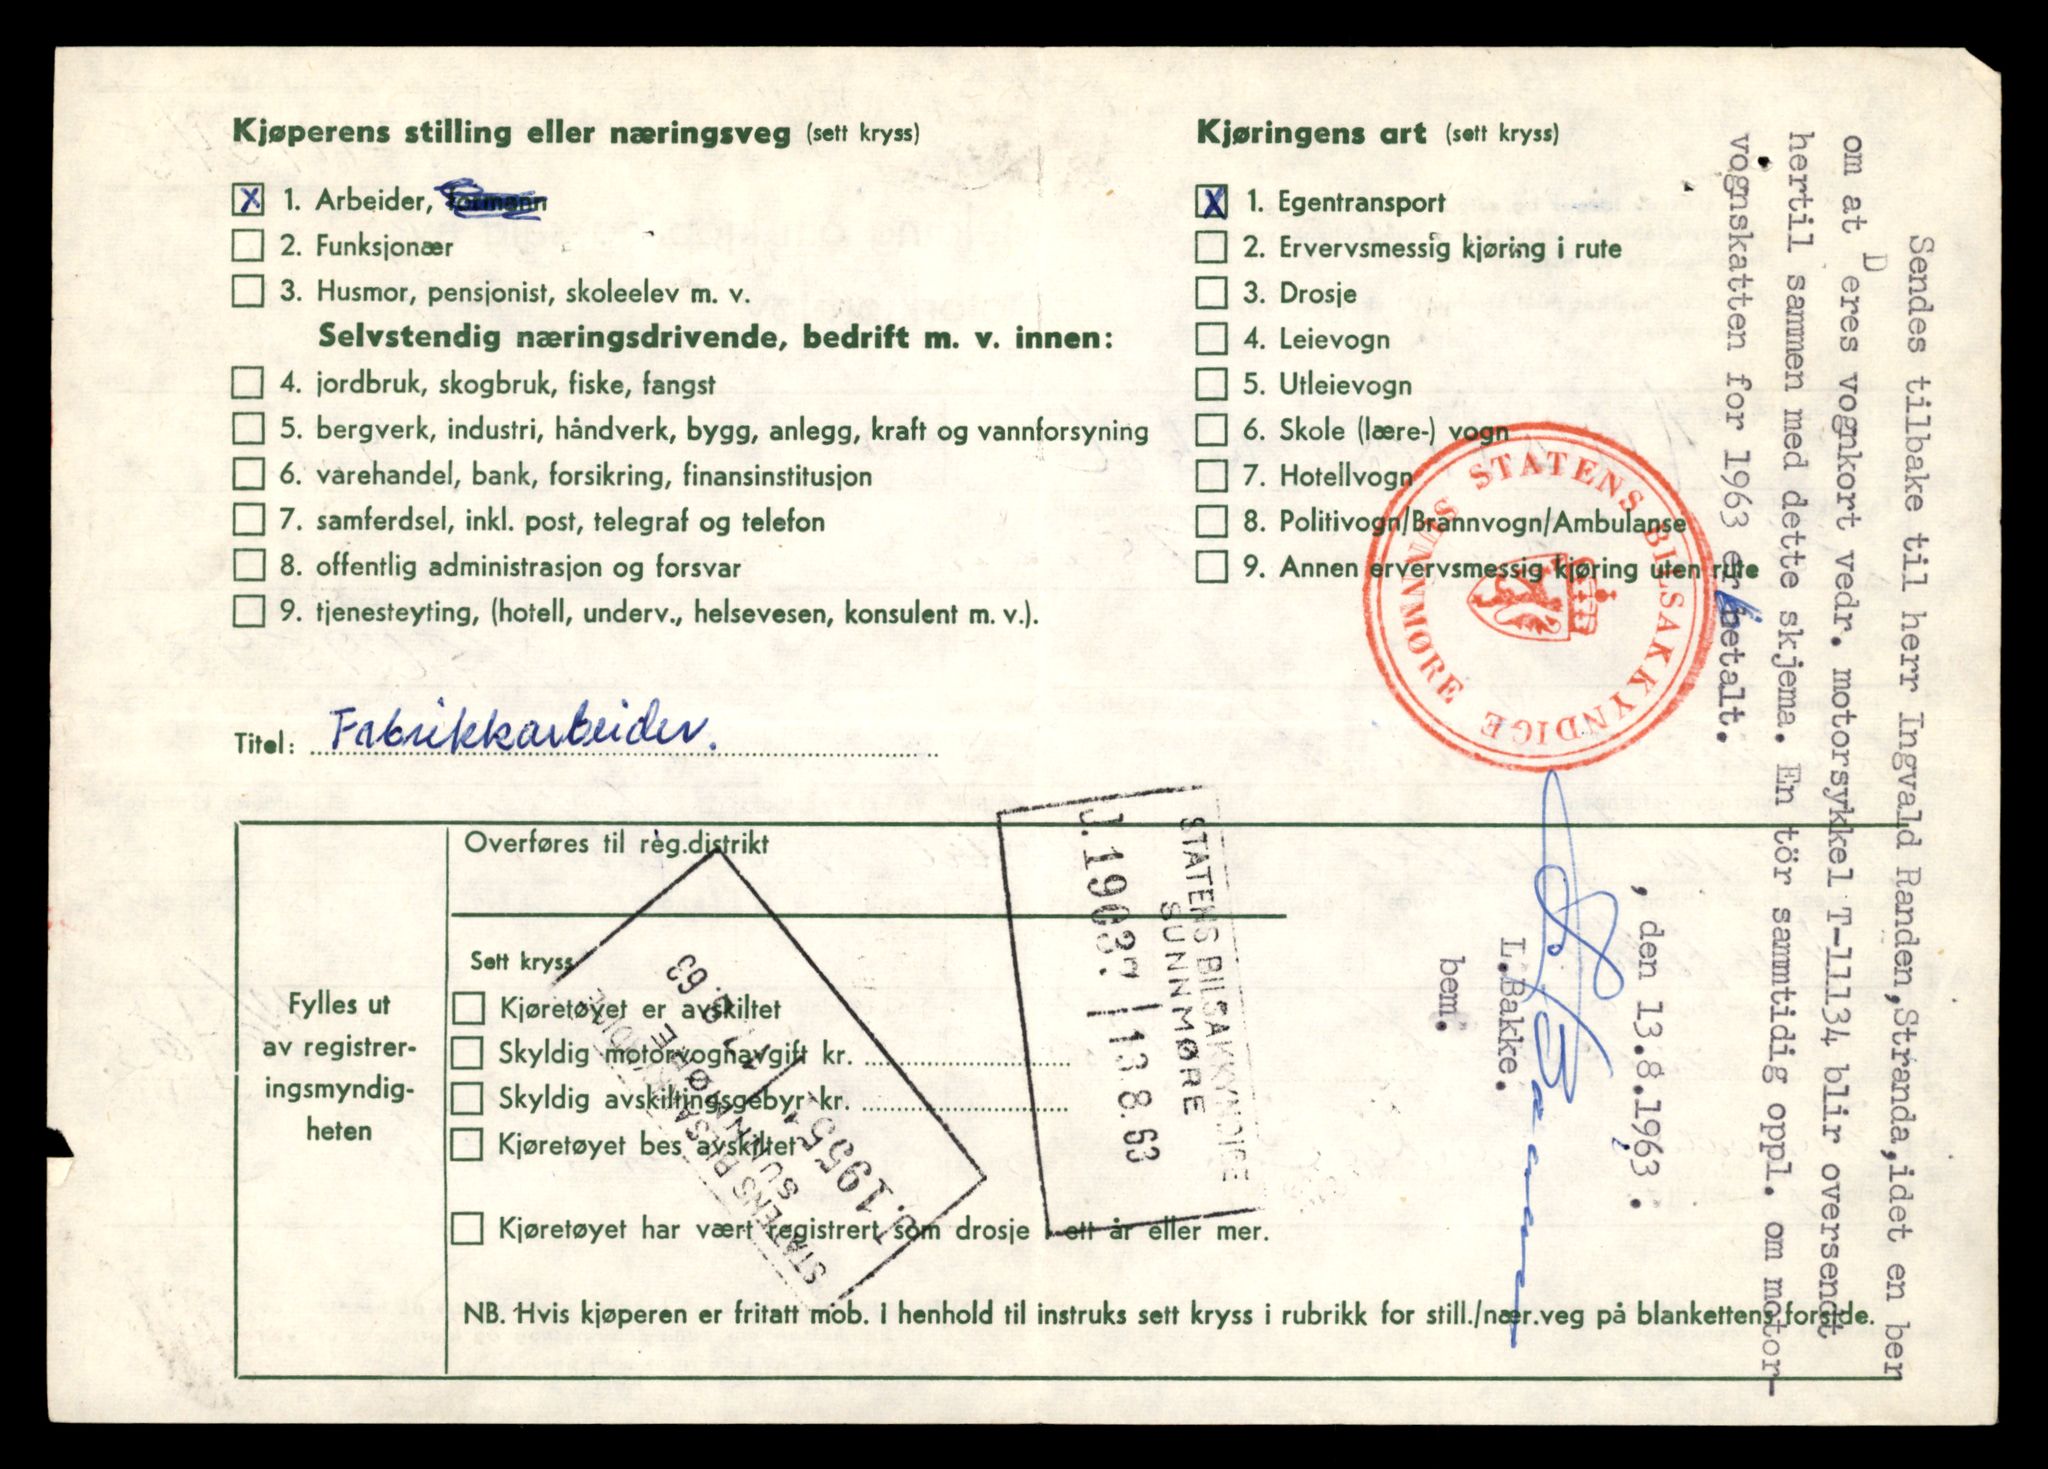 Kjøperens stilling eller næringsveg (sett kryss)
X 1. Arbeider, formann
2. Funksjonær
3. Husmor, pensjonist, skoleelev m. v.
Selvstendig næringsdrivende, bedrift m. v. innen:
4. jordbruk, skogbruk, fiske, fangst
5. bergverk, industri, håndverk, bygg, anlegg, kraft og vannforsyning
6. varehandel, bank, forsikring, finansinstitusjon
7. samferdsel, inkl. post, telegraf og telefon
8. offentlig administrasjon og forsvar
9. tjenesteyting, (hotell, underv., helsevesen, konsulent m. v.).
Titel: Fabrikkarbeider.
Kjøringens art (sett kryss)
X 1. Egentransport
2. Ervervsmessig kjøring i rute
3. Drosje
4. Leievogn
5. Utleievogn
6. Skole (lære-) vogn
7. Hotellvogn
8. Politivogn/Brannvogn/Ambulanse
9. Annen ervervsmessig kjøring uten rute
STATENS BILSAKKYNDIGE
SUNNMØRE
Fylles ut
av registrer-
ingsmyndig-
heten
Overføres til reg.distrikt
Sett kryss
Kjøretøyet er avskiltet
Skyldig motorvognavgift kr.
Skyldig avskiltingsgebyr kr.
Kjøretøyet bes avskiltet
Kjøretøyet har vært registrert som drosje i ett år eller mer.
NB. Hvis kjøperen er fritatt mob. i henhold til instruks sett kryss i rubrikk for still./nær.veg på blankettens forside.
STATENS BILSAKKYNDIGE
SUNNMØRE
J.19037 13.8.63
STATENS BILSAKKYNDIGE
SUNNMØRE
J.19554
63
Sendes tilbake til herr Ingvald Randen,Stranda,idet en ber
om at Deres vognkort vedr. motorsykkel T-11134 blir oversendt
hertil sammen med dette skjema. En tör samtidig oppl. om motor-
vognskatten for 1963 er betalt.
, den 13.8.1963.
L.Bakke.
bem.